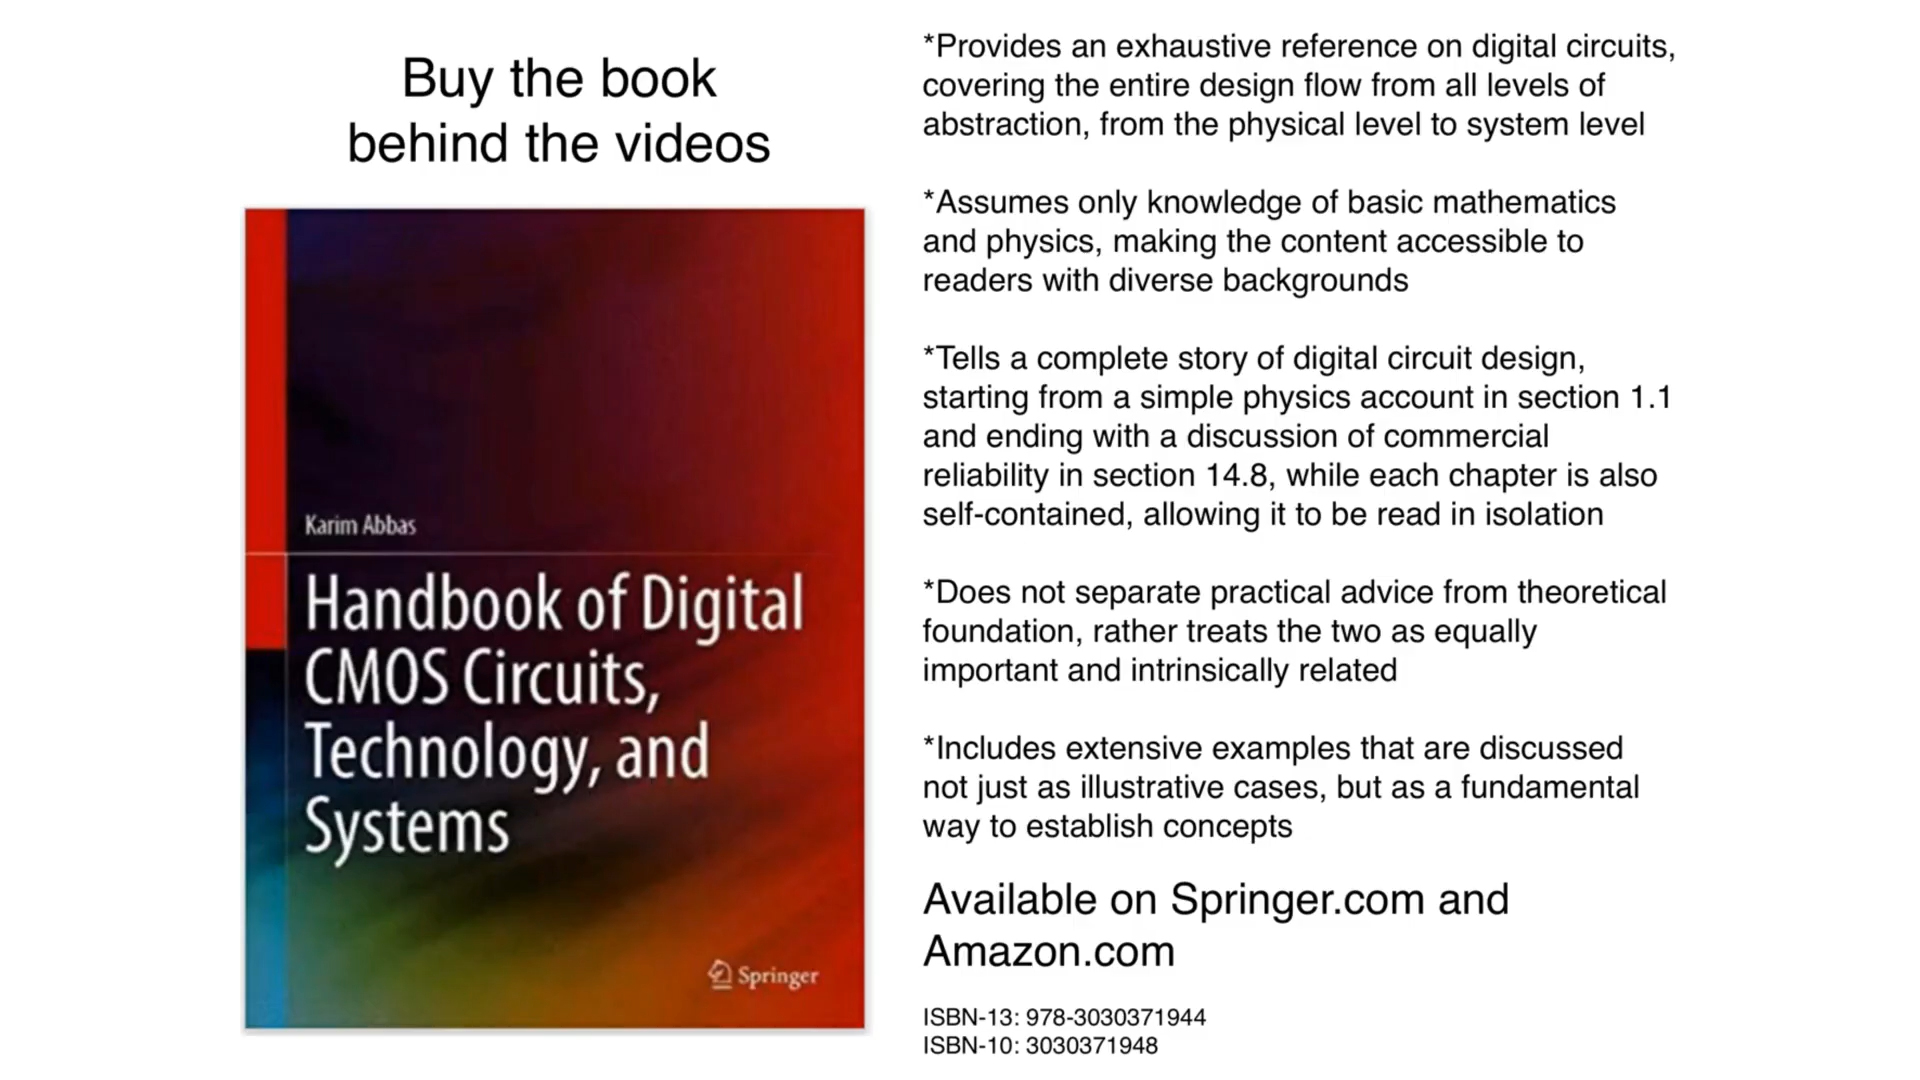 Buy the book
behind the videos
Karim Abbas
Handbook of Digital
CMOS Circuits,
Technology, and
Systems
Springer
*Provides an exhaustive reference on digital circuits,
covering the entire design flow from all levels of
abstraction, from the physical level to system level
*Assumes only knowledge of basic mathematics
and physics, making the content accessible to
readers with diverse backgrounds
*Tells a complete story of digital circuit design,
starting from a simple physics account in section 1.1
and ending with a discussion of commercial
reliability in section 14.8, while each chapter is also
self-contained, allowing it to be read in isolation
*Does not separate practical advice from theoretical
foundation, rather treats the two as equally
important and intrinsically related
*Includes extensive examples that are discussed
not just as illustrative cases, but as a fundamental
way to establish concepts
Available on Springer.com and
Amazon.com
ISBN-13: 978-3030371944
ISBN-10: 3030371948